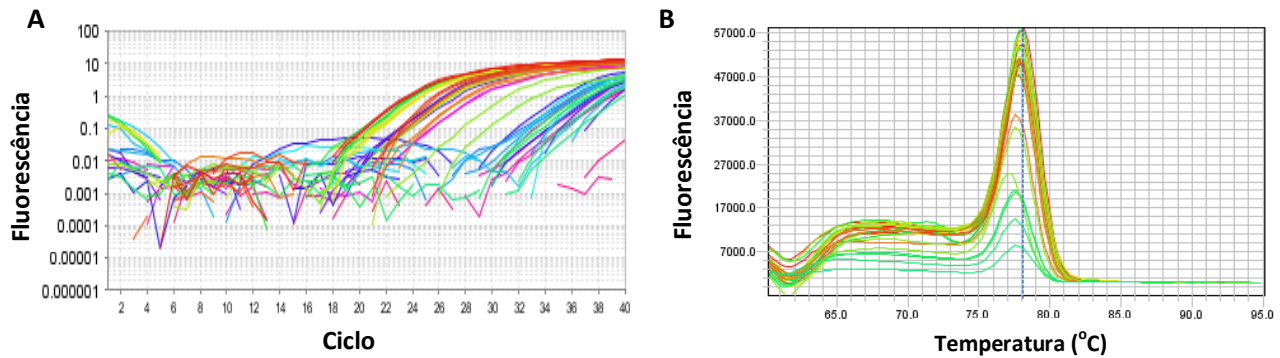 A
Fluorescência
100
10
1
0.1
0.01
0.001
0.0001
0.00001
0.000001
2 4 6 8 10 12 14 16 18 20 22 24 26 28 30 32 34 36 38 40
Ciclo
B
Fluorescência
57000.0
47000.0
37000.0
27000.0
17000.0
7000.0
65.0 70.0 75.0 80.0 85.0 90.0 95.0
Temperatura (°C)